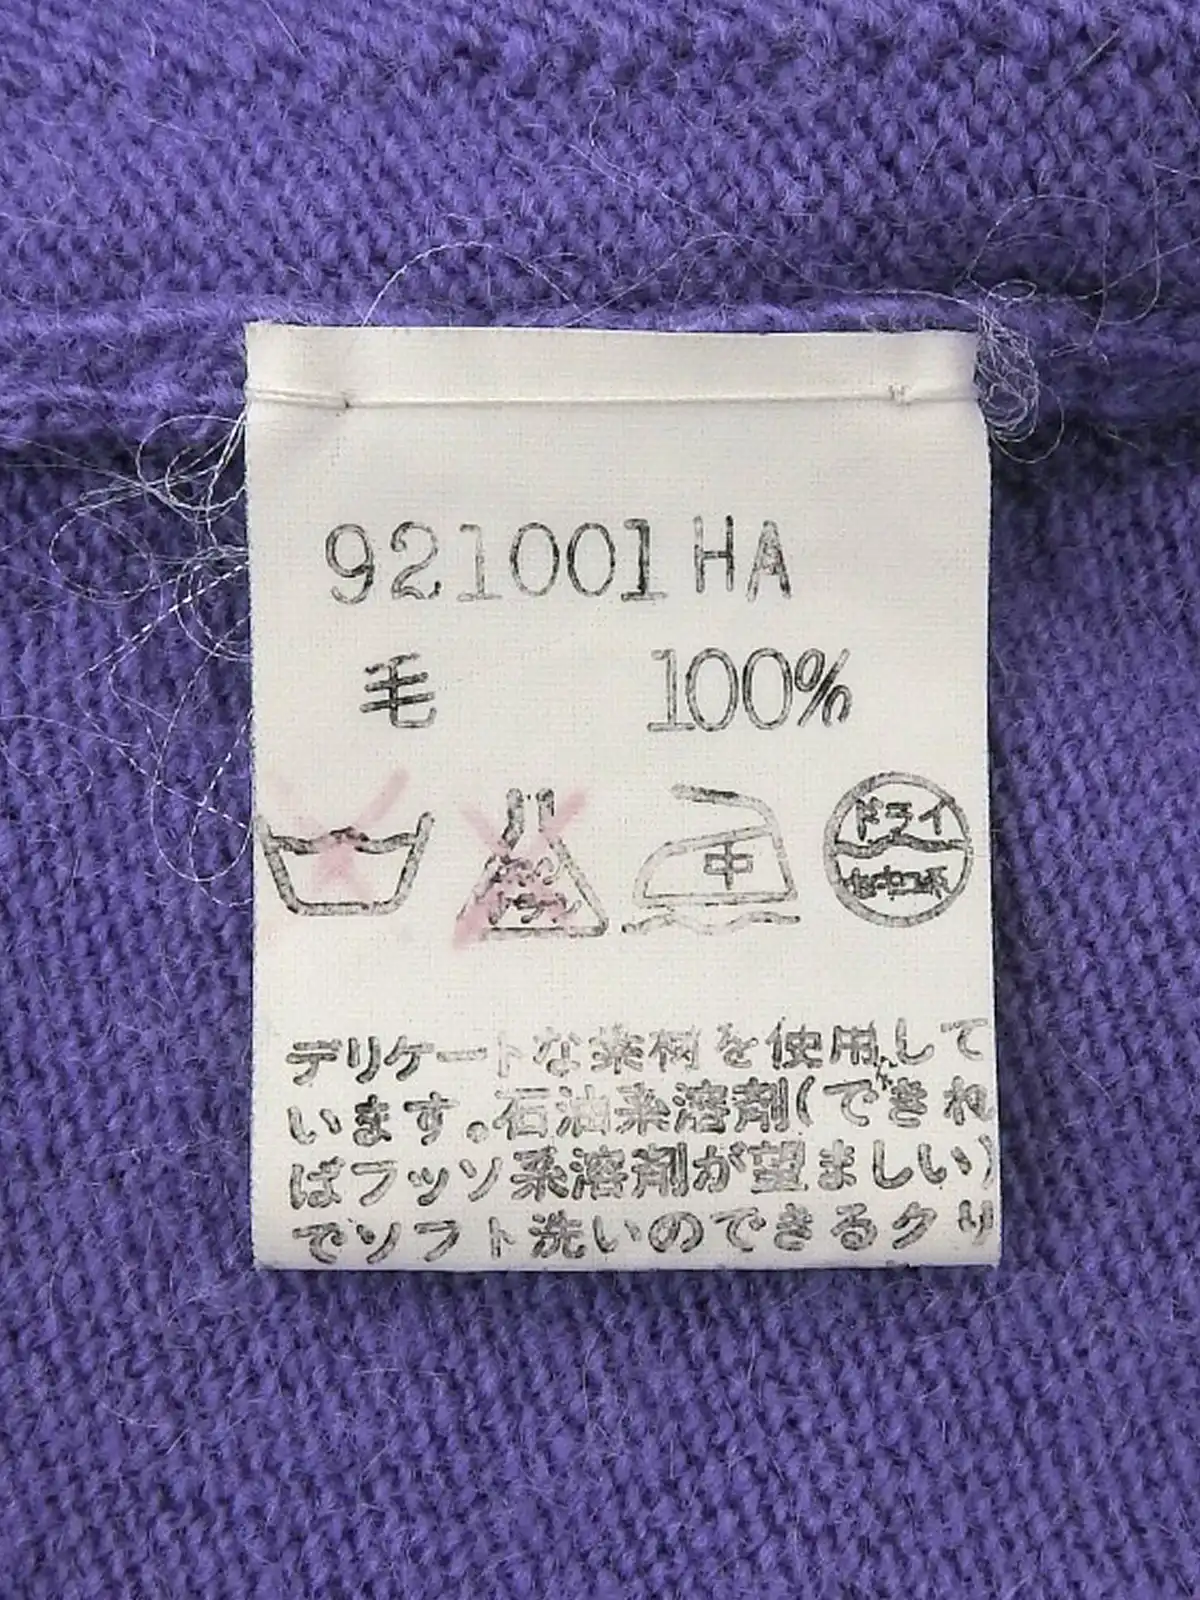 921001 HA
毛 100%
中
ドライ
デリケートな素材を使用して
います。石油系溶剤(できれ
ばフッソ系溶剤が望ましい)
でソフト洗いのできるクリ